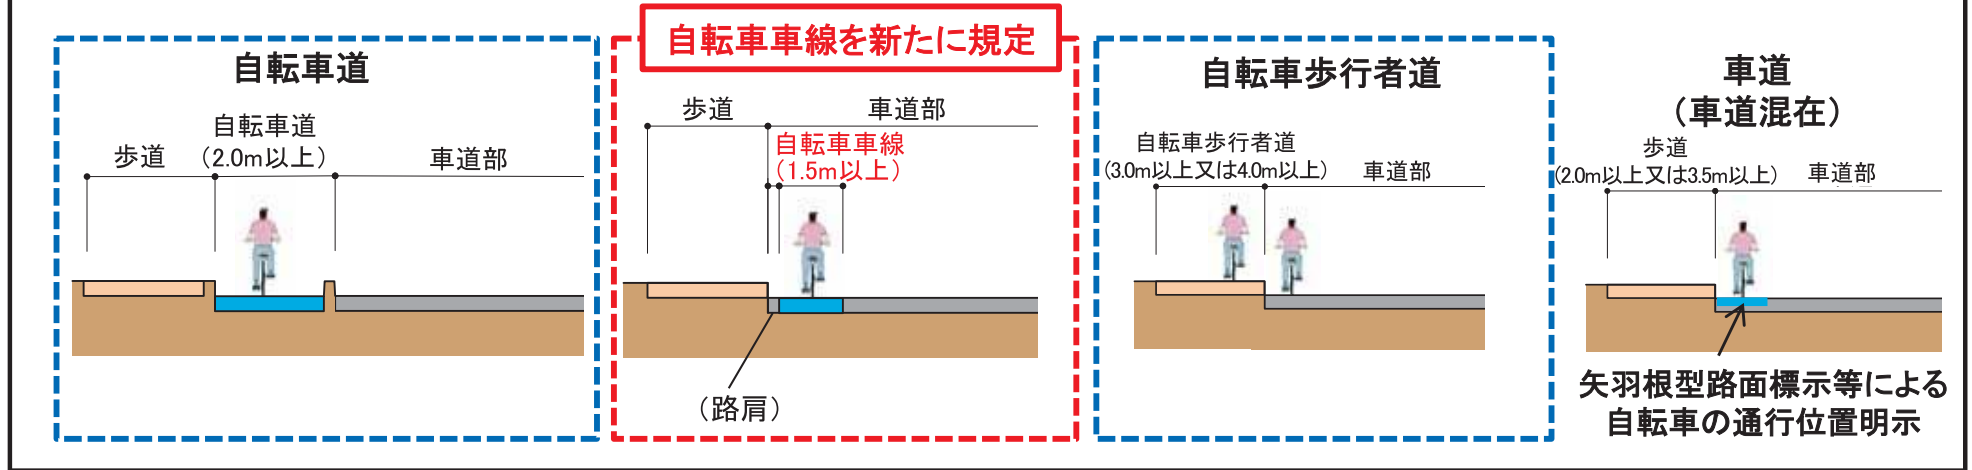 自転車道
自転車道
(2.0m以上)
歩道
車道部
自転車車線を新たに規定
歩道
車道部
自転車車線
(1.5m以上)
(路肩)
自転車歩行者道
自転車歩行者道
(3.0m以上又は4.0m以上)
車道部
車道
(車道混在)
歩道
(2.0m以上又は3.5m以上)
車道部
矢羽根型路面標示等による
自転車の通行位置明示